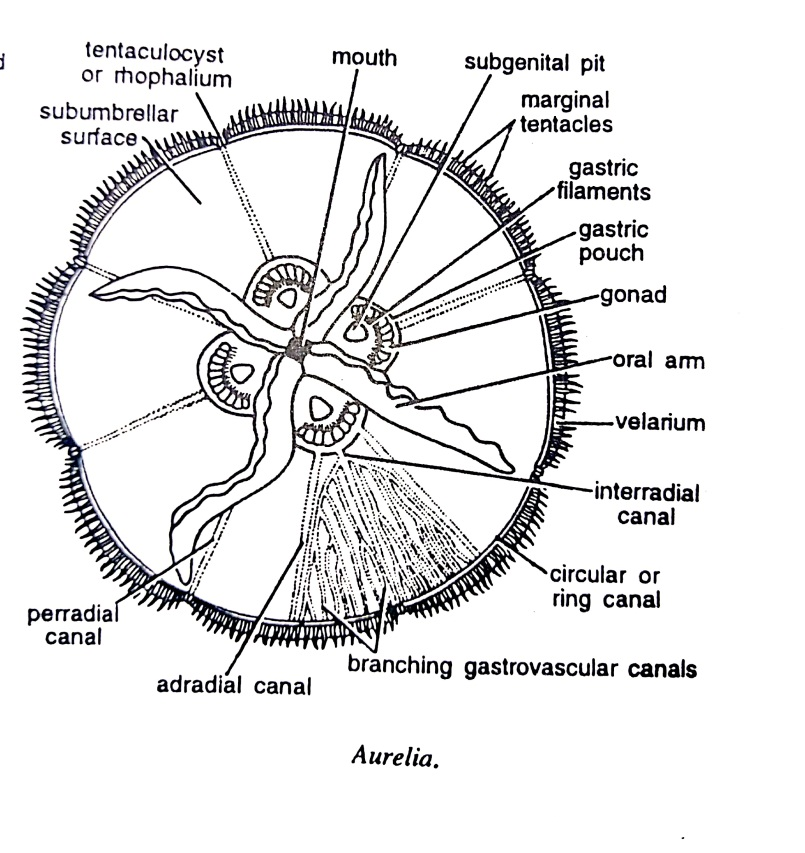 tentaculocyst
or rhophalium
mouth
subgenital pit
subumbrellar
surface
marginal
tentacles
gastric
filaments
gastric
pouch
gonad
oral arm
velarium
interradial
canal
circular or
ring canal
perradial
canal
adradial canal
branching gastrovascular canals
Aurelia.